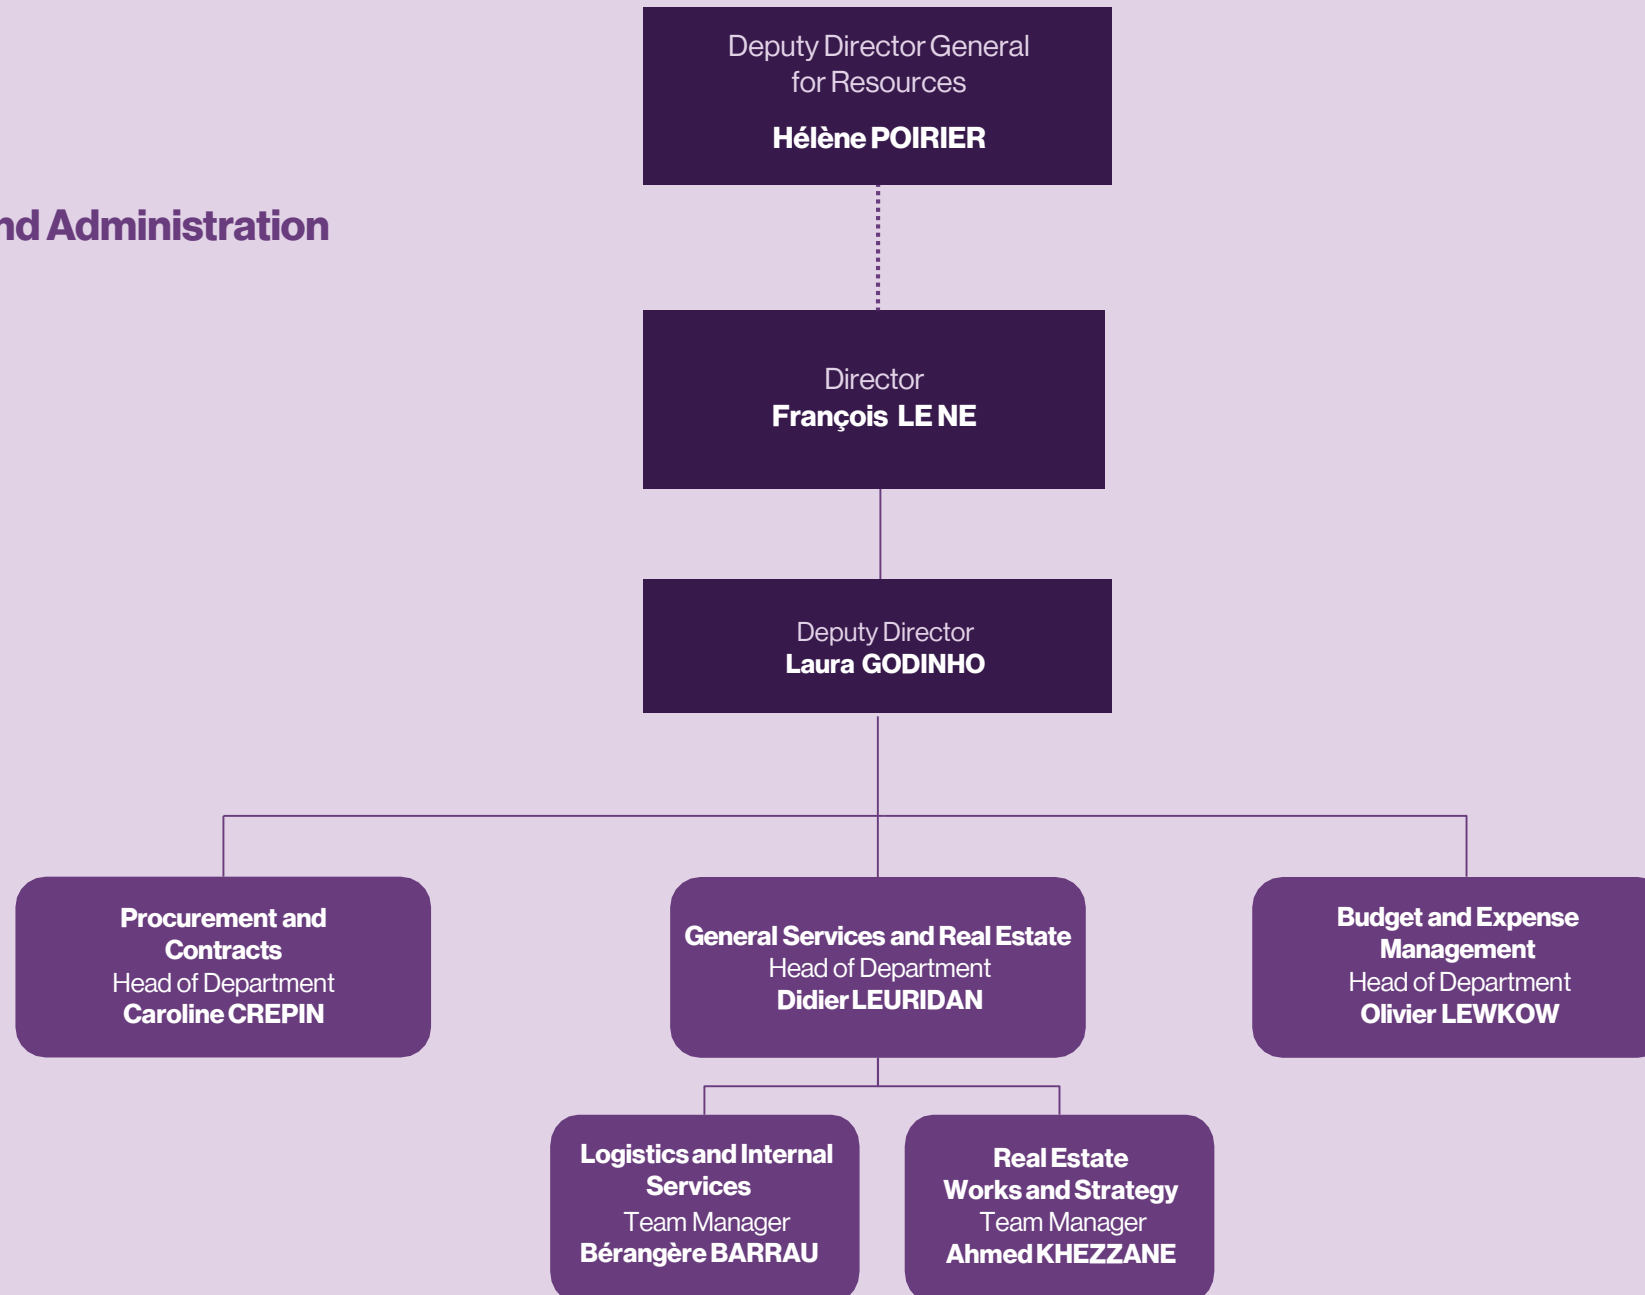 Deputy Director General
for Resources
Hélène POIRIER
nd Administration
Director
François LE NE
Deputy Director
Laura GODINHO
Procurement and
Contracts
Head of Department
Caroline CREPIN
General Services and Real Estate
Head of Department
Didier LEURIDAN
Budget and Expense
Management
Head of Department
Olivier LEWKOW
Logistics and Internal
Services
Team Manager
Bérangère BARRAU
Real Estate
Works and Strategy
Team Manager
Ahmed KHEZZANE